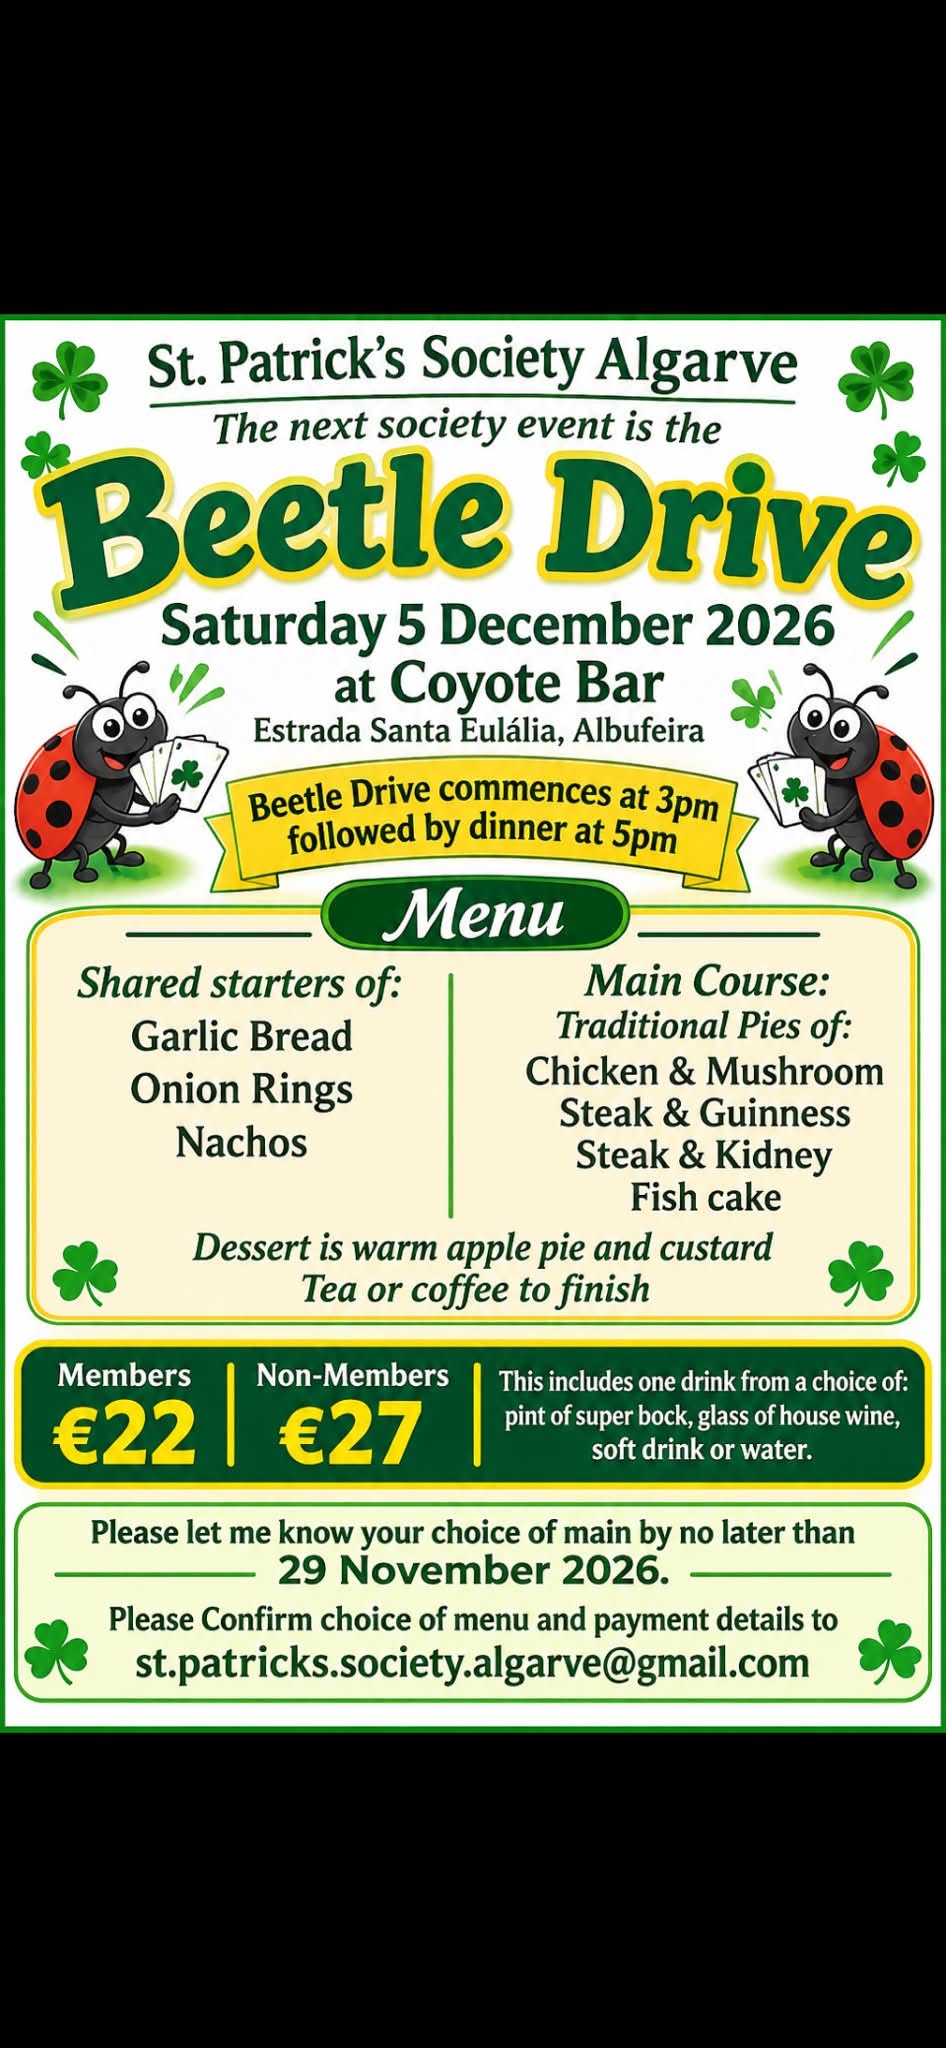 St. Patrick's Society Algarve
The next society event is the
Beetle Drive
Saturday 5 December 2026
at Coyote Bar
Estrada Santa Eulália, Albufeira
Beetle Drive commences at 3pm
followed by dinner at 5pm
Menu
Shared starters of:
Garlic Bread
Onion Rings
Nachos
Main Course:
Traditional Pies of:
Chicken & Mushroom
Steak & Guinness
Steak & Kidney
Fish cake
Dessert is warm apple pie and custard
Tea or coffee to finish
Members
€22
Non-Members
€27
This includes one drink from a choice of:
pint of super bock, glass of house wine,
soft drink or water.
Please let me know your choice of main by no later than
29 November 2026.
Please Confirm choice of menu and payment details to
st.patricks.society.algarve@gmail.com